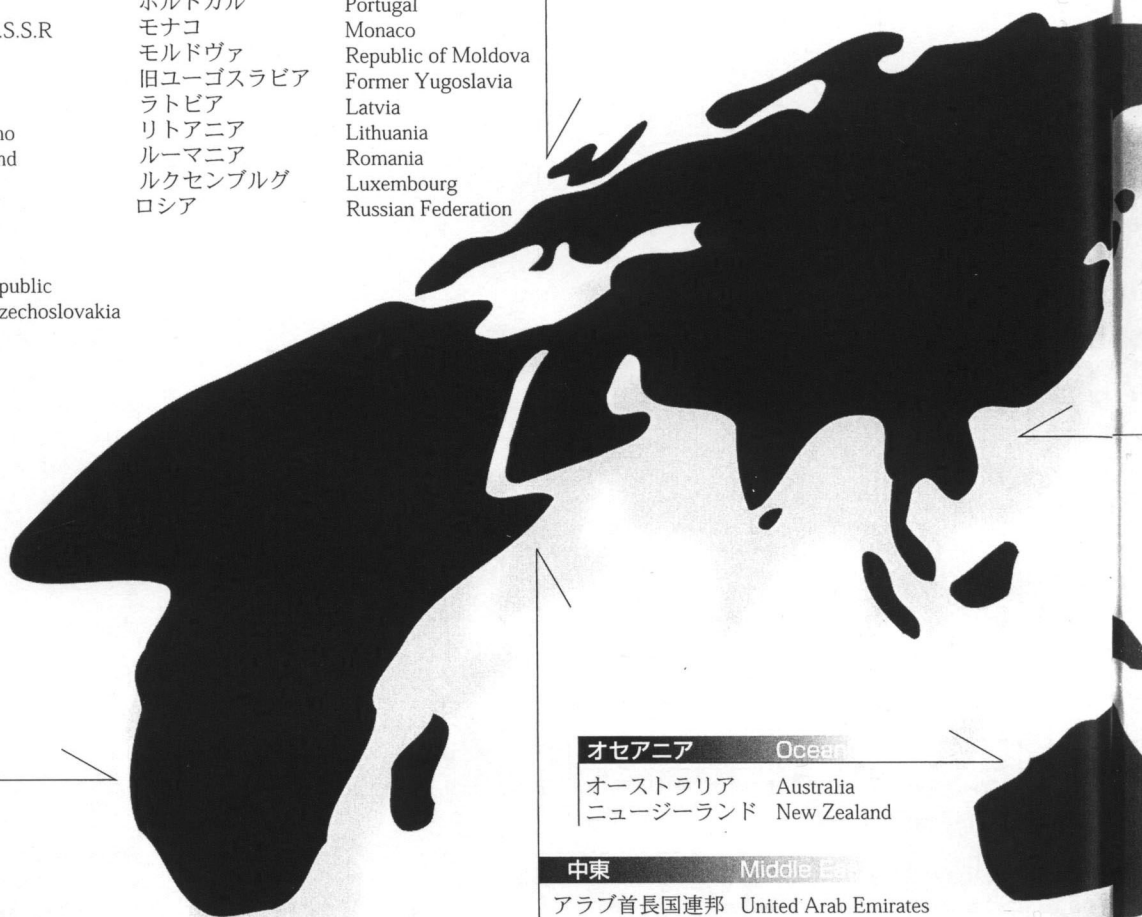 ポルトガル Portugal
.S.S.R モナコ Monaco
モルドヴァ Republic of Moldova
旧ユーゴスラビア Former Yugoslavia
ラトビア Latvia
リトアニア Lithuania
ルーマニア Romania
ルクセンブルグ Luxembourg
ロシア Russian Federation
public
zechoslovakia
オセアニア Ocean
オーストラリア Australia
ニュージーランド New Zealand
中東 Middle Ea
アラブ首長国連邦 United Arab Emirates